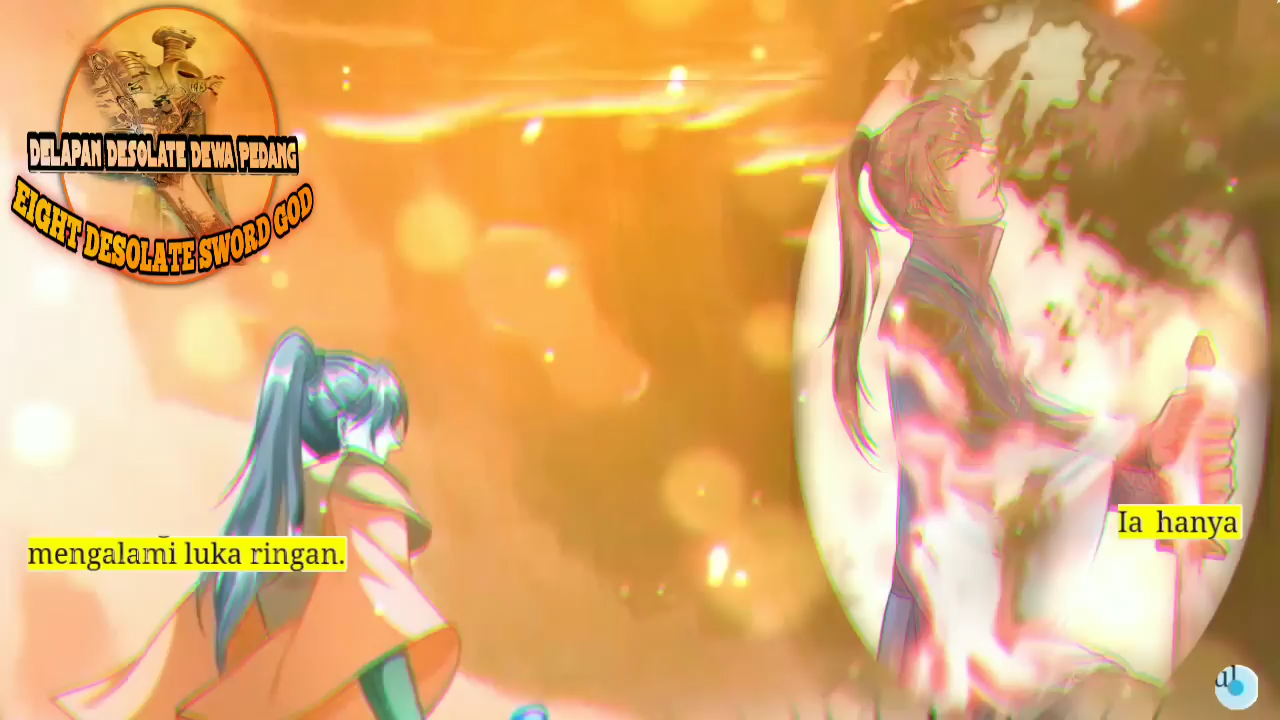 DELAPAN DESOLATE DEWA PEDANG
EIGHT DESOLATE SWORD GOD
Ia hanya
mengalami luka ringan.